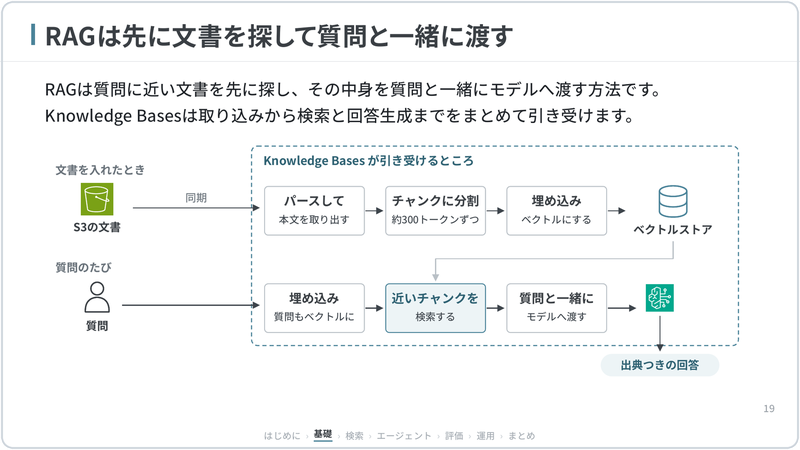 RAGは先に文書を探して質問と一緒に渡す
RAGは質問に近い文書を先に探し、その中身を質問と一緒にモデルへ渡す方法です。
Knowledge Basesは取り込みから検索と回答生成までをまとめて引き受けます。
Knowledge Bases が引き受けるところ
文書を入れたとき
S3の文書
同期
パースして
本文を取り出す
チャンクに分割
約300トークンずつ
埋め込み
ベクトルにする
ベクトルストア
質問のたび
質問
埋め込み
質問もベクトルに
近いチャンクを
検索する
質問と一緒に
モデルへ渡す
出典つきの回答
19
はじめに › 基礎 › 検索 › エージェント › 評価 › 運用 › まとめ